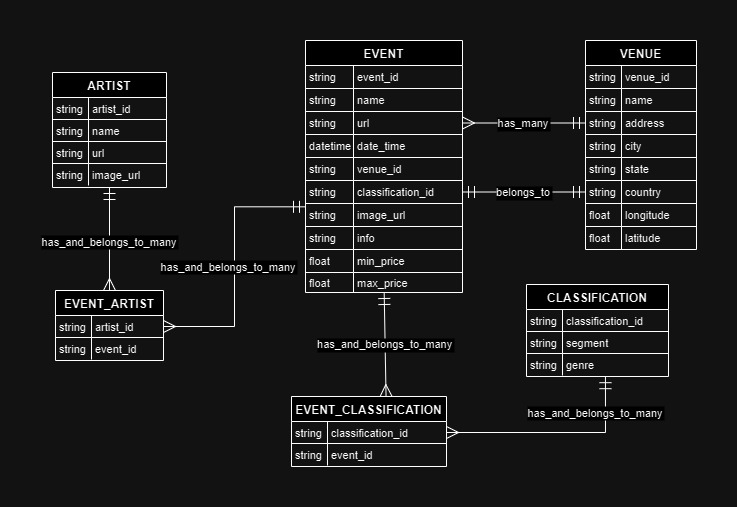 ARTIST
string artist_id
string name
string url
string image_url
EVENT
string event_id
string name
string url
datetime date_time
string venue_id
string classification_id
string image_url
string info
float min_price
float max_price
VENUE
string venue_id
string name
string address
string city
string state
string country
float longitude
float latitude
has_many
belongs_to
has_and_belongs_to_many
has_and_belongs_to_many
EVENT_ARTIST
string artist_id
string event_id
has_and_belongs_to_many
CLASSIFICATION
string classification_id
string segment
string genre
has_and_belongs_to_many
EVENT_CLASSIFICATION
string classification_id
string event_id